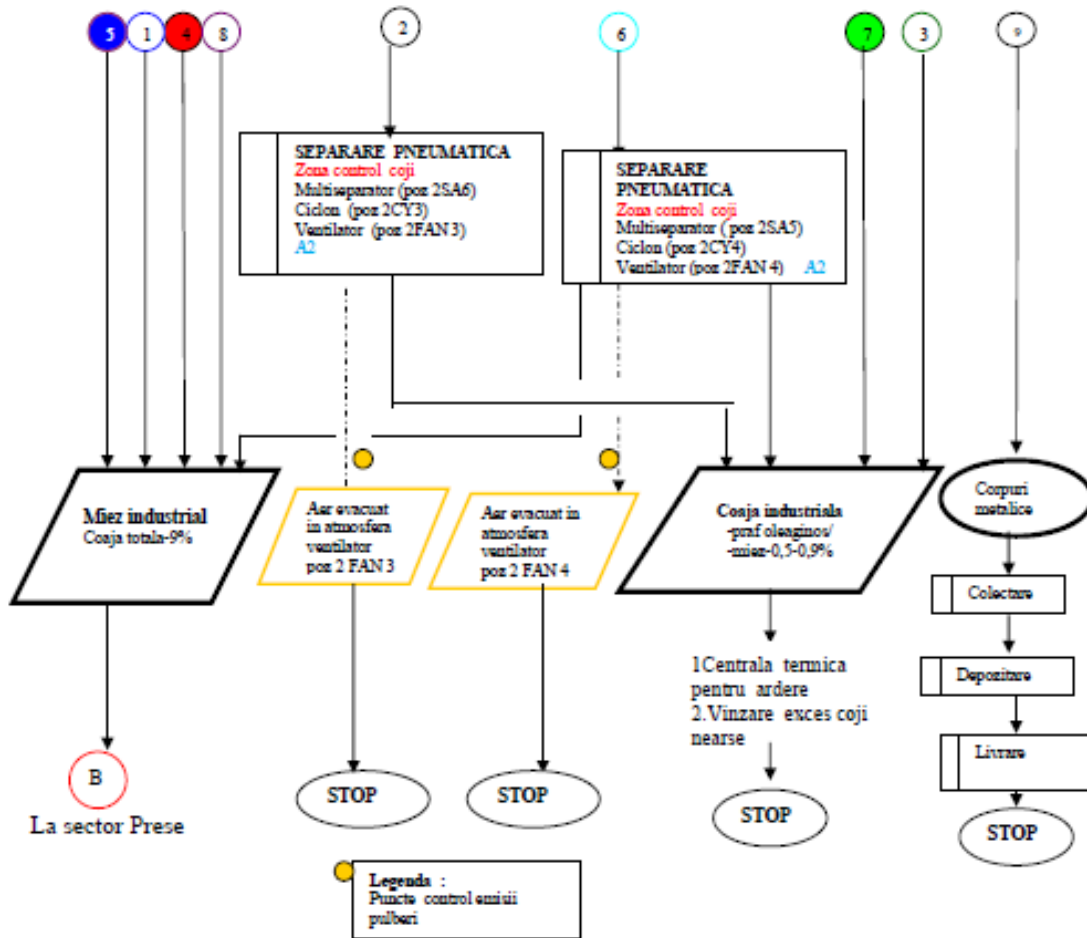 5
1
4
8
2
6
7
3
9
SEPARARE PNEUMATICA
Zona control coji
Multiseparator (poz 2SA6)
Ciclon (poz 2CY3)
Ventilator (poz 2FAN 3)
A2
SEPARARE
PNEUMATICA
Zona control coji
Multiseparator ( poz 2SA5)
Ciclon (poz 2CY4)
Ventilator (poz 2FAN 4) A2
Miez industrial
Coaja totala-9%
Aer evacuat
in atmosfera
ventilator
poz 2 FAN 3
Aer evacuat in
atmosfera
ventilator
poz 2 FAN 4
Coaja industriala
-praf oleaginos/
-miez-0,5-0,9%
Corpuri
metalice
Colectare
Depozitare
Livrare
STOP
1Centrala termica
pentru ardere
2.Vinzare exces coji
nearse
STOP
B
La sector Prese
STOP
STOP
Legenda :
Puncte control emisii
pulberi